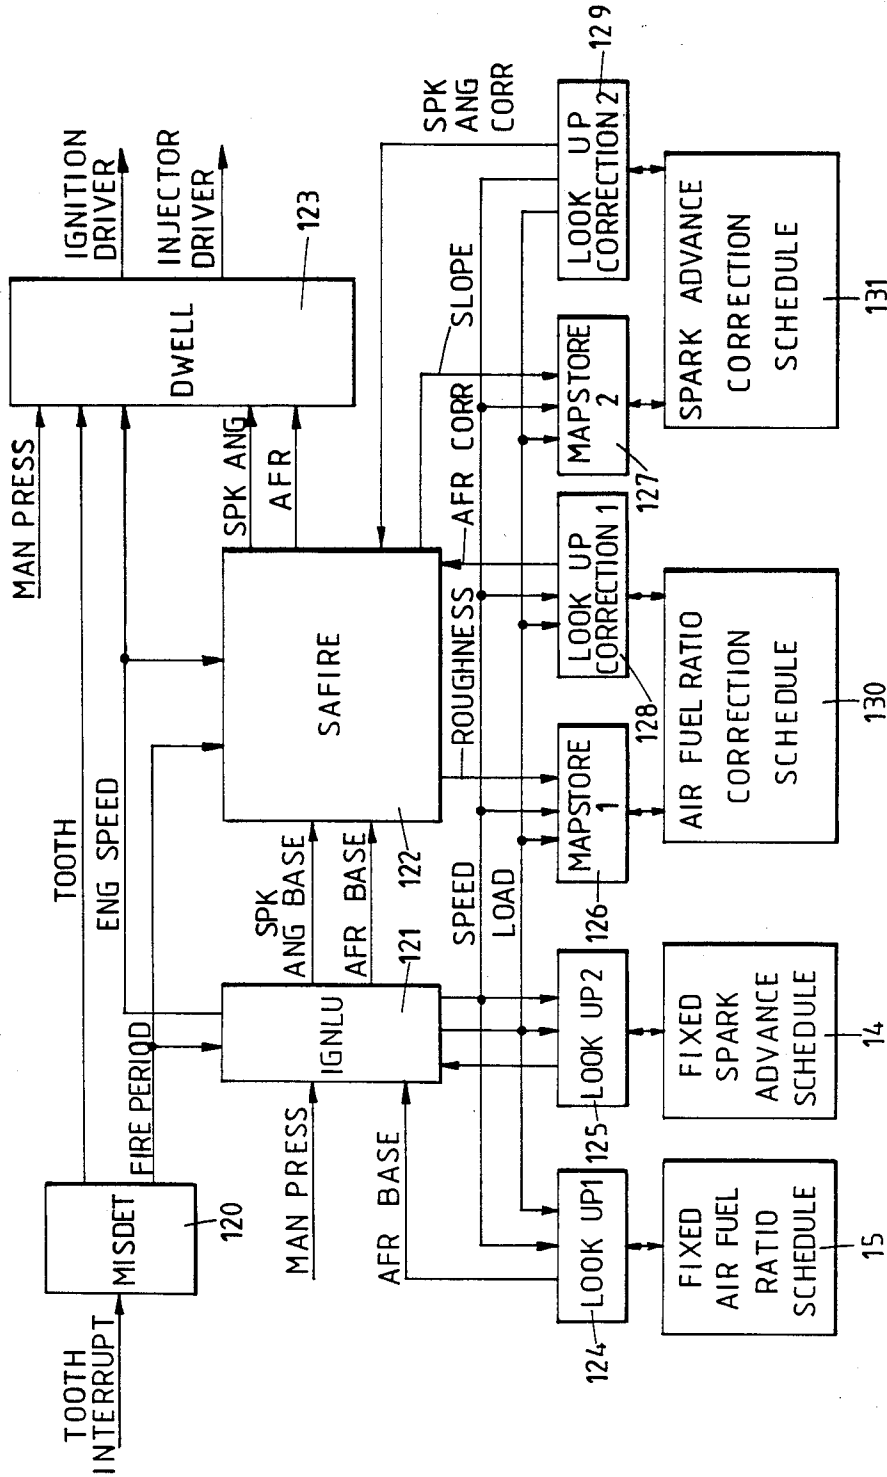 TOOTH
INTERRUPT
MISDET
120
TOOTH
FIRE PERIOD
ENG SPEED
MAN PRESS
IGNITION
DRIVER
INJECTOR
DRIVER
DWELL
123
MAN PRESS
AFR BASE
IGNLU
121
SPK
ANG BASE
AFR BASE
SAFIRE
122
SPK ANG
AFR
SPEED
LOAD
ROUGHNESS
AFR CORR
SLOPE
SPK
ANG
CORR
LOOK UP1
124
LOOK UP2
125
MAPSTORE
1
126
LOOK UP
CORRECTION 1
128
MAPSTORE
2
127
LOOK UP
CORRECTION 2
129
FIXED
AIR FUEL
RATIO
SCHEDULE
15
FIXED
SPARK
ADVANCE
SCHEDULE
14
AIR FUEL RATIO
CORRECTION
SCHEDULE
130
SPARK ADVANCE
CORRECTION
SCHEDULE
131